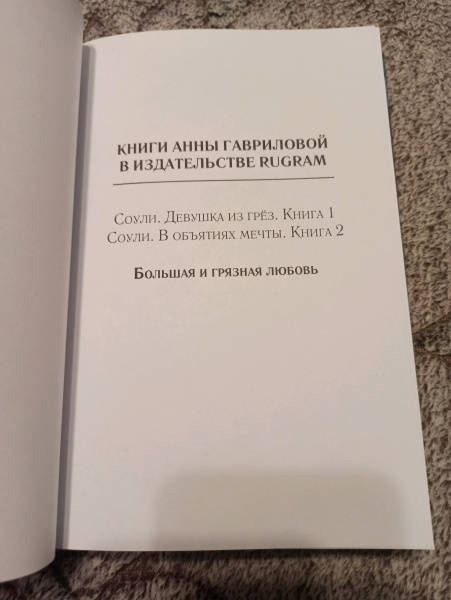 КНИГИ АННЫ ГАВРИЛОВОЙ
В ИЗДАТЕЛЬСТВЕ RUGRAM
Соули. Девушка из грёз. Книга 1
Соули. В объятиях мечты. Книга 2
Большая и грязная любовь